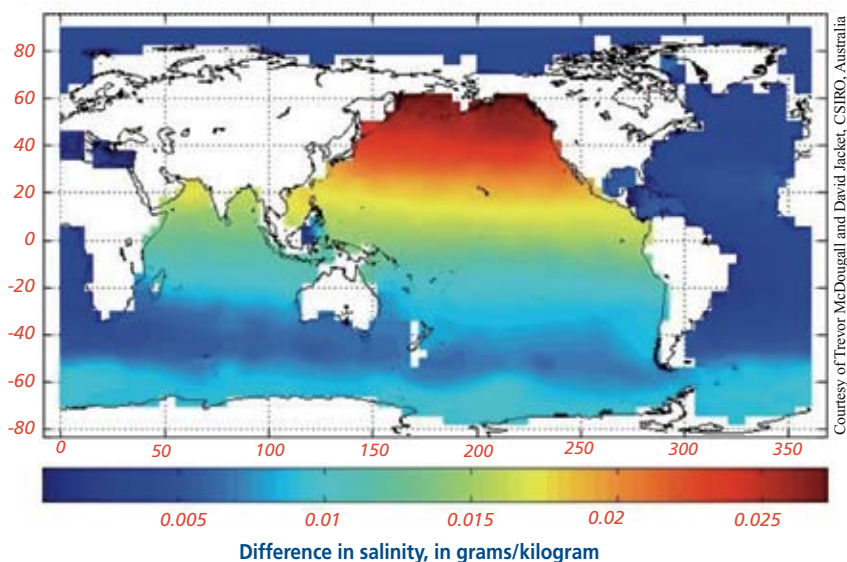 80
60
40
20
0
-20
-40
-60
-80
0 50 100 150 200 250 300 350
0.005 0.01 0.015 0.02 0.025
Difference in salinity, in grams/kilogram
Courtesy of Trevor McDougall and David Jacket, CSIRO, Australia